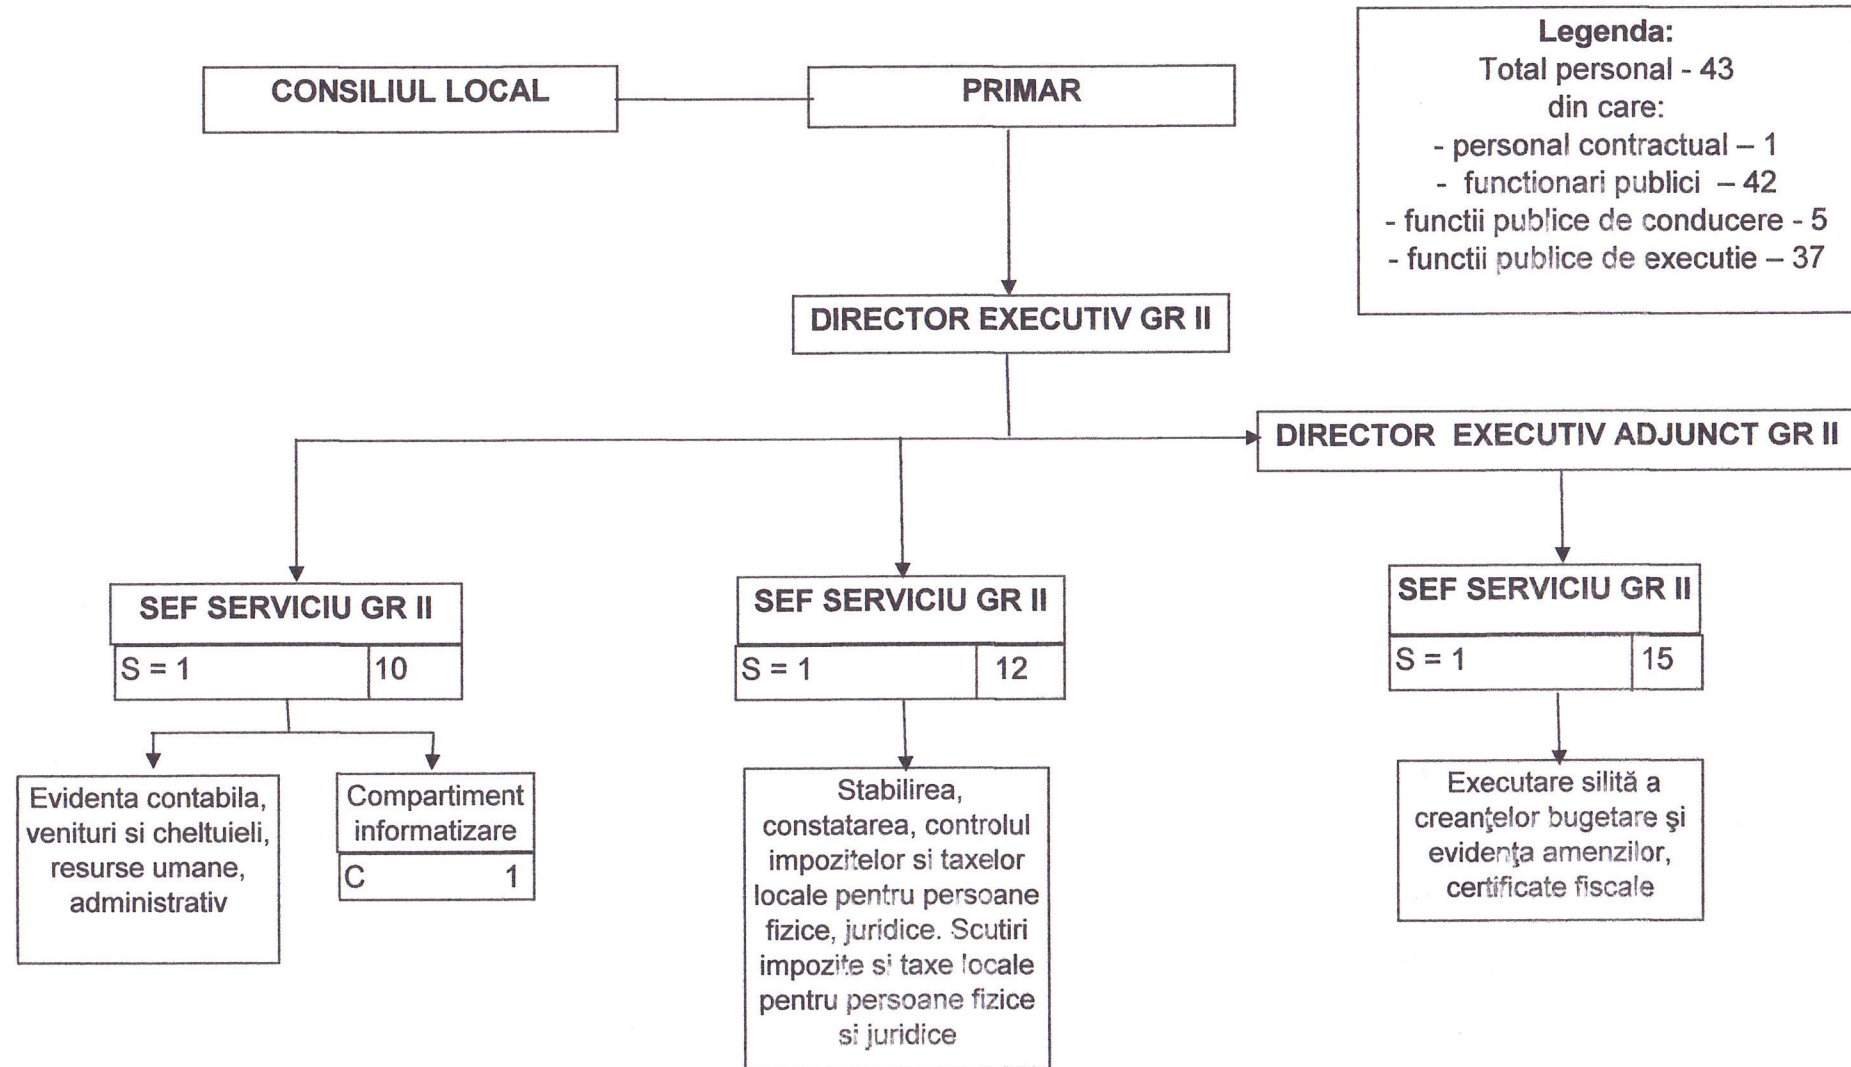 Legenda:
Total personal - 43
din care:
- personal contractual – 1
- functionari publici – 42
- functii publice de conducere - 5
- functii publice de executie – 37
CONSILIUL LOCAL
PRIMAR
DIRECTOR EXECUTIV GR II
DIRECTOR EXECUTIV ADJUNCT GR II
SEF SERVICIU GR II
S = 1 10
SEF SERVICIU GR II
S = 1 12
SEF SERVICIU GR II
S = 1 15
Evidenta contabila,
venituri si cheltuieli,
resurse umane,
administrativ
Compartiment
informatizare
C 1
Stabilirea,
constatarea, controlul
impozitelor si taxelor
locale pentru persoane
fizice, juridice. Scutiri
impozite si taxe locale
pentru persoane fizice
si juridice
Executare silită a
creanţelor bugetare şi
evidenţa amenzilor,
certificate fiscale